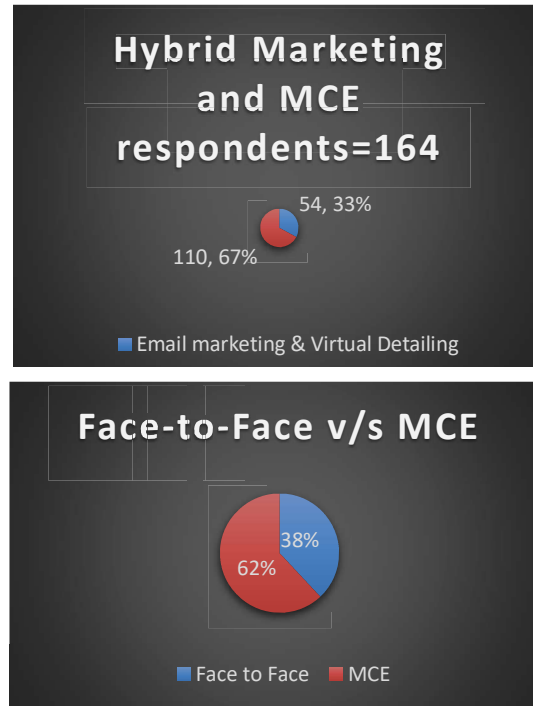 Hybrid Marketing
and MCE
respondents=164
54, 33%
110, 67%
Email marketing & Virtual Detailing
Face-to-Face v/s MCE
38%
62%
Face to Face
MCE